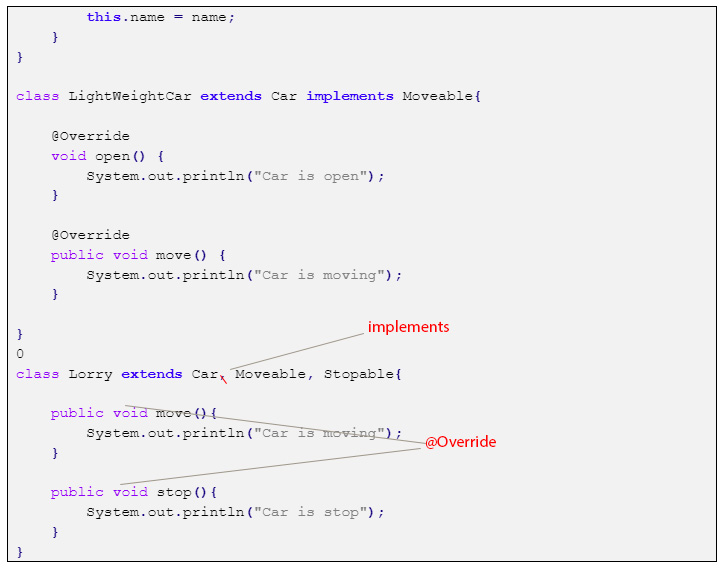 this.name = name;
    }
}
class LightWeightCar extends Car implements Moveable{
    @Override
    void open() {
        System.out.println("Car is open");
    }
    @Override
    public void move() {
        System.out.println("Car is moving");
    }
}
implements
0
class Lorry extends Car, Moveable, Stopable{
    public void move(){
        System.out.println("Car is moving");
@Override
    }
    public void stop(){
        System.out.println("Car is stop");
    }
}